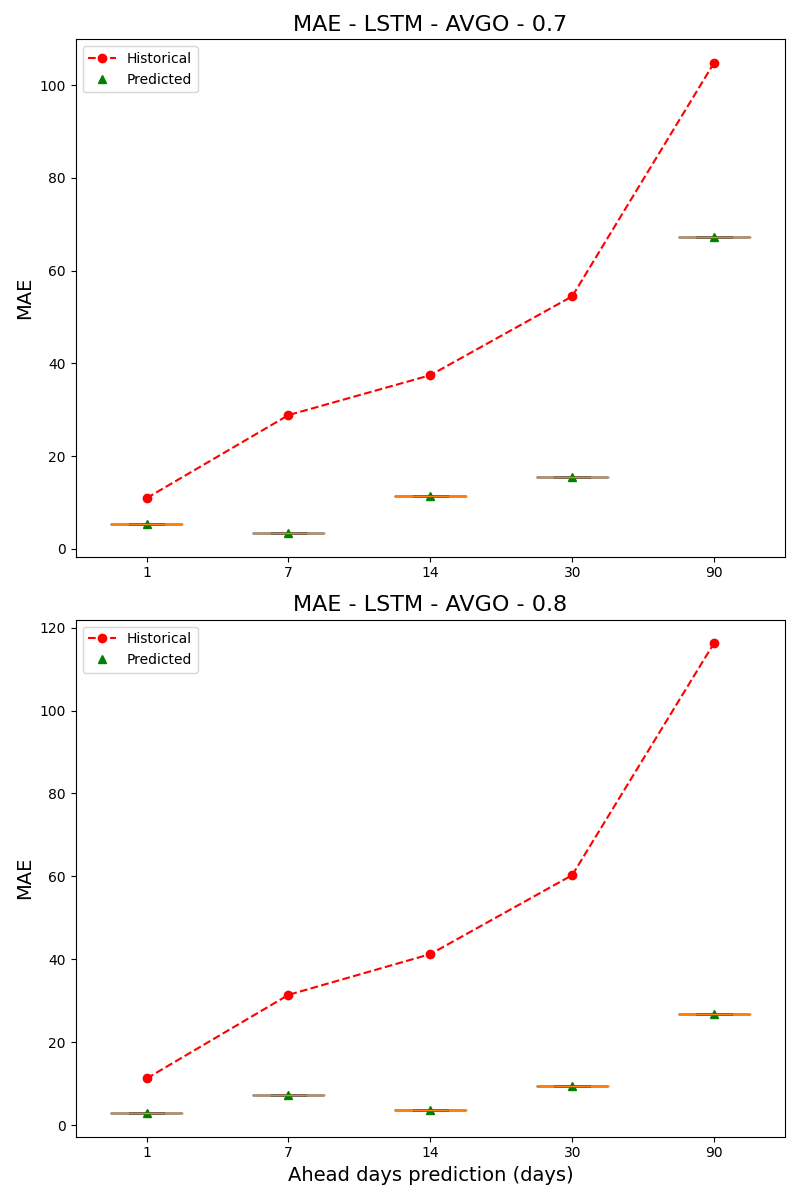 MAE - LSTM - AVGO - 0.7
Historical
Predicted
100
80
60
40
20
0
MAE
1 7 14 30 90
MAE - LSTM - AVGO - 0.8
Historical
Predicted
120
100
80
60
40
20
0
MAE
1 7 14 30 90
Ahead days prediction (days)